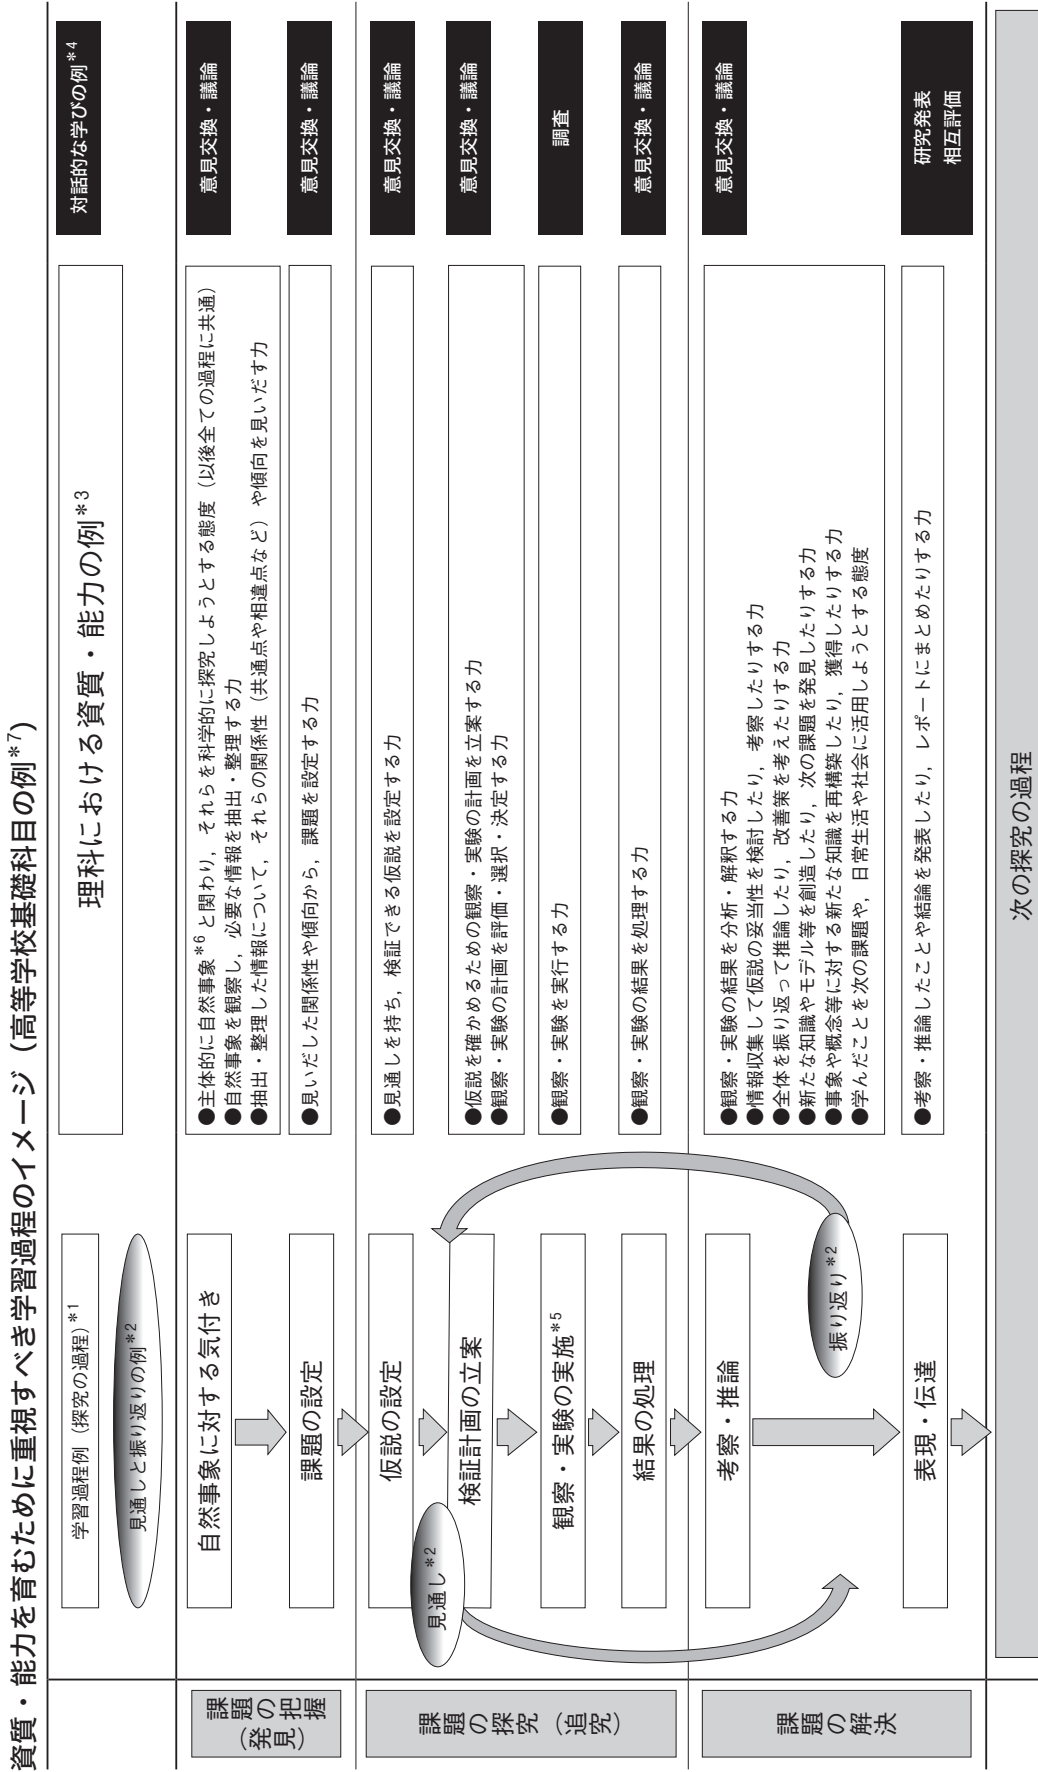 資質・能力を育むために重視すべき学習過程のイメージ（高等学校基礎科目の例＊7）
学習過程例（探究の過程）＊1
見通しと振り返りの例＊2
理科における資質・能力の例＊3
対話的な学びの例＊4
課題の把握
（発見）
自然事象に対する気付き
●主体的に自然事象＊6と関わり，それらを科学的に探究しようとする態度（以後全ての過程に共通）
●自然事象を観察し，必要な情報を抽出・整理する力
●抽出・整理した情報について，それらの関係性（共通点や相違点など）や傾向を見いだす力
意見交換・議論
課題の設定
●見いだした関係性や傾向から，課題を設定する力
意見交換・議論
課題の探究（追究）
仮説の設定
●見通しを持ち，検証できる仮説を設定する力
意見交換・議論
見通し＊2
検証計画の立案
●仮説を確かめるための観察・実験の計画を立案する力
●観察・実験の計画を評価・選択・決定する力
意見交換・議論
観察・実験の実施＊5
●観察・実験を実行する力
調査
結果の処理
●観察・実験の結果を処理する力
意見交換・議論
課題の解決
考察・推論
●観察・実験の結果を分析・解釈する力
●情報収集して仮説の妥当性を検討したり，考察したりする力
●全体を振り返って推論したり，改善策を考えたりする力
●新たな知識やモデル等を創造したり，次の課題を発見したりする力
●事象や概念等に対する新たな知識を再構築したり，獲得したりする力
●学んだことを次の課題や，日常生活や社会に活用しようとする態度
意見交換・議論
振り返り＊2
表現・伝達
●考察・推論したことや結論を発表したり，レポートにまとめたりする力
研究発表
相互評価
次の探究の過程